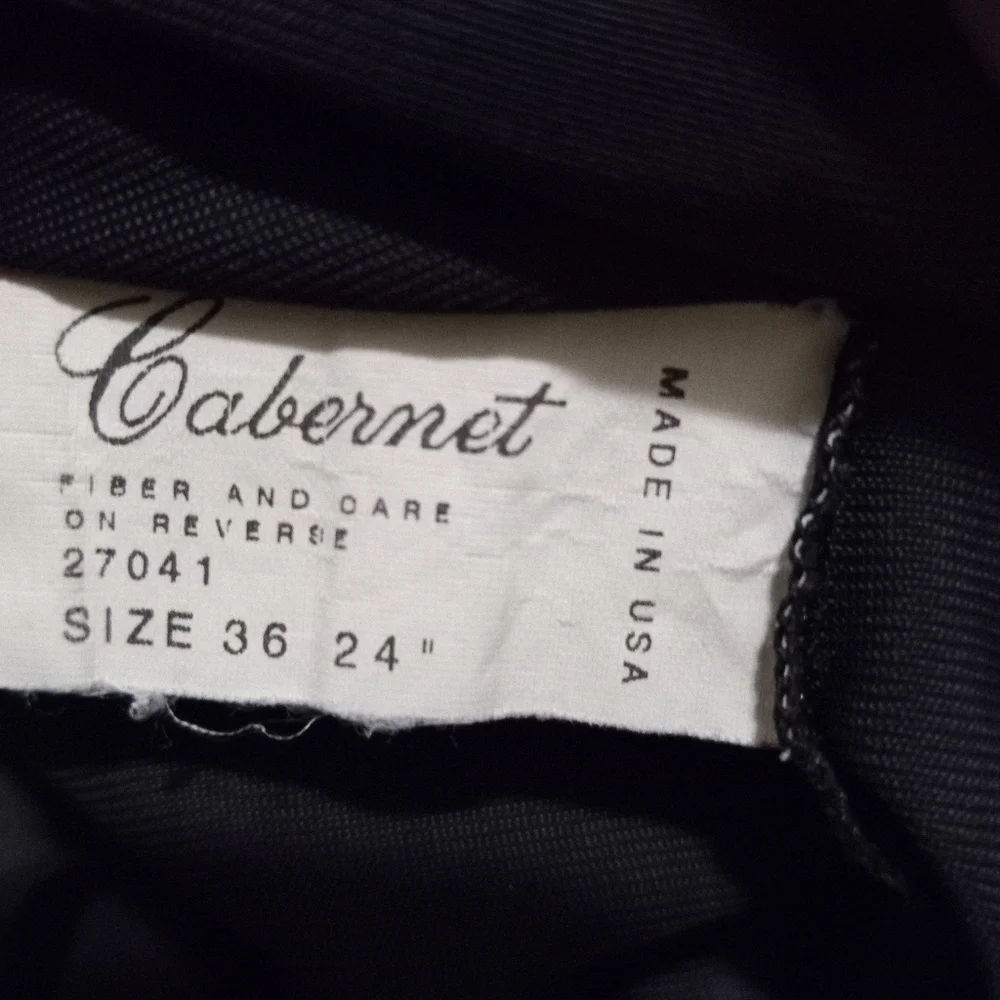 Cabernet
FIBER AND CARE
ON REVERSE
27041
SIZE 36 24"
MADE IN USA